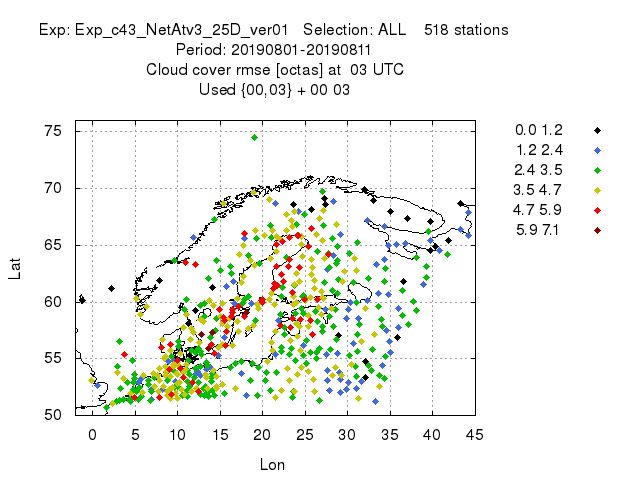 Exp: Exp_c43_NetAtv3_25D_ver01   Selection: ALL    518 stations
Period: 20190801-20190811
Cloud cover rmse [octas] at  03 UTC
Used {00,03} + 00 03
0.0 1.2
1.2 2.4
2.4 3.5
3.5 4.7
4.7 5.9
5.9 7.1
75
70
65
60
55
50
Lat
0 5 10 15 20 25 30 35 40 45
Lon